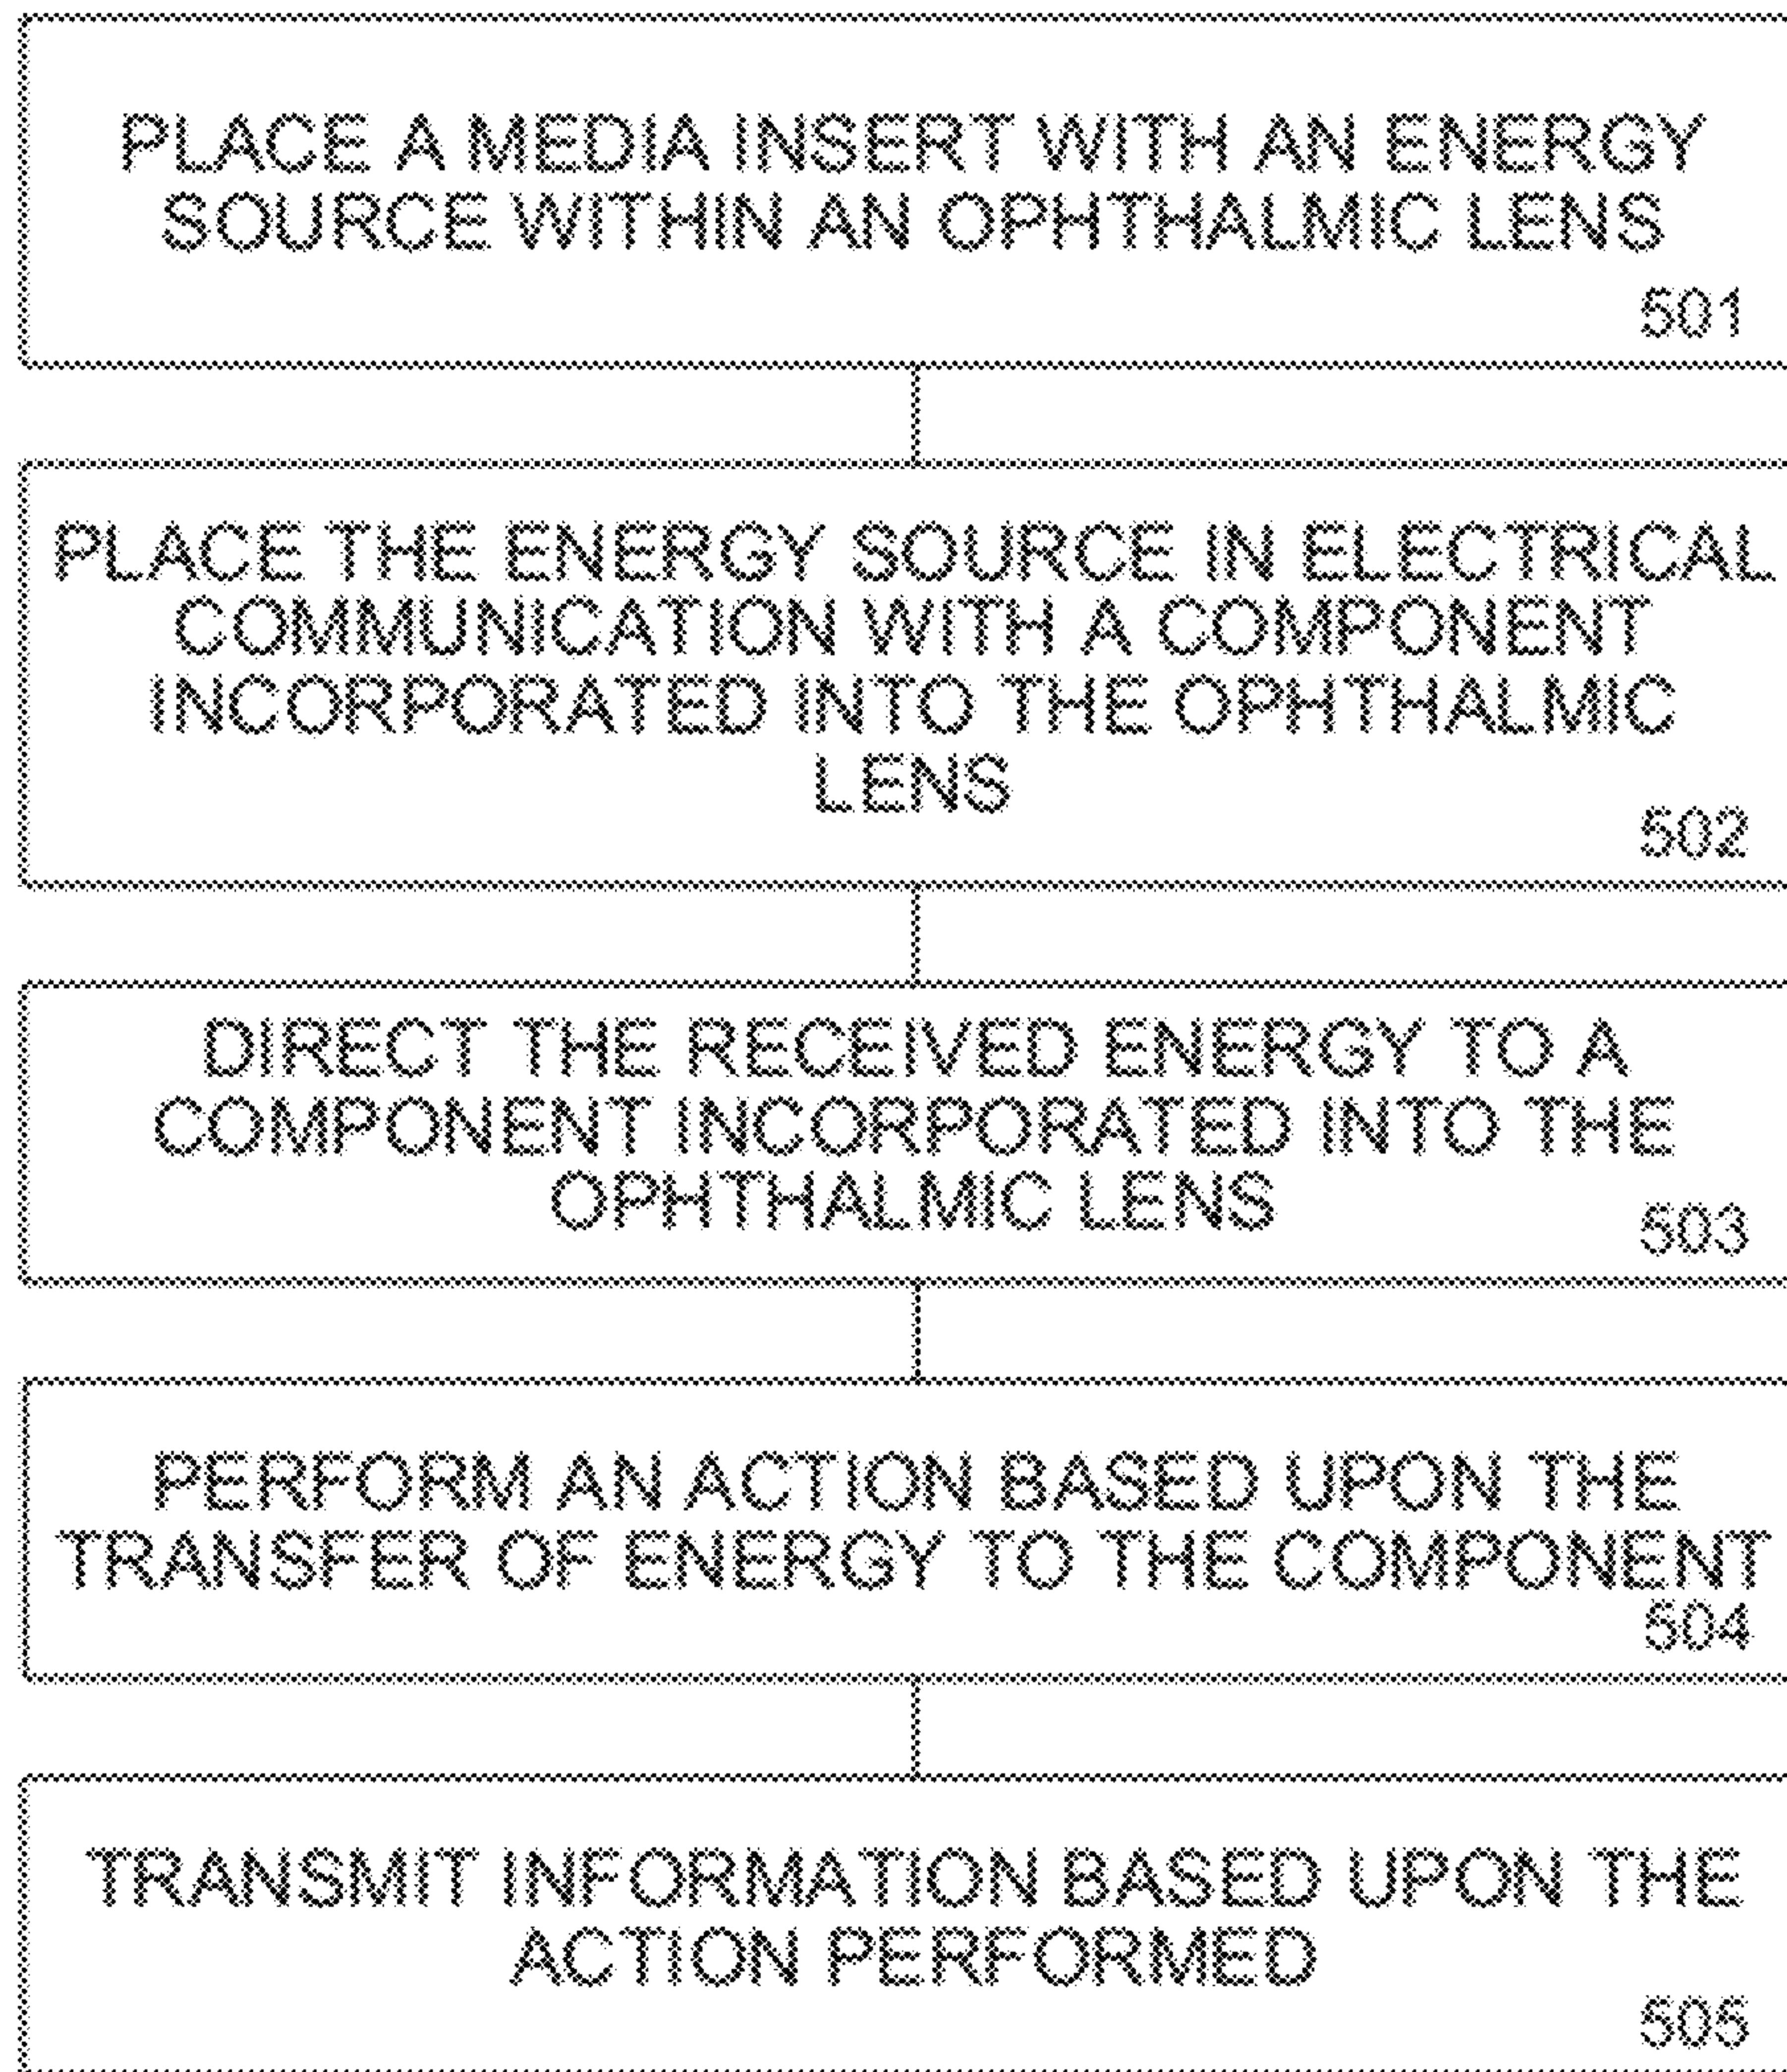 PLACE A MEDIA INSERT WITH AN ENERGY
SOURCE WITHIN AN OPHTHALMIC LENS
501
PLACE THE ENERGY SOURCE IN ELECTRICAL
COMMUNICATION WITH A COMPONENT
INCORPORATED INTO THE OPHTHALMIC
LENS
502
DIRECT THE RECEIVED ENERGY TO A
COMPONENT INCORPORATED INTO THE
OPHTHALMIC LENS
503
PERFORM AN ACTION BASED UPON THE
TRANSFER OF ENERGY TO THE COMPONENT
504
TRANSMIT INFORMATION BASED UPON THE
ACTION PERFORMED
505